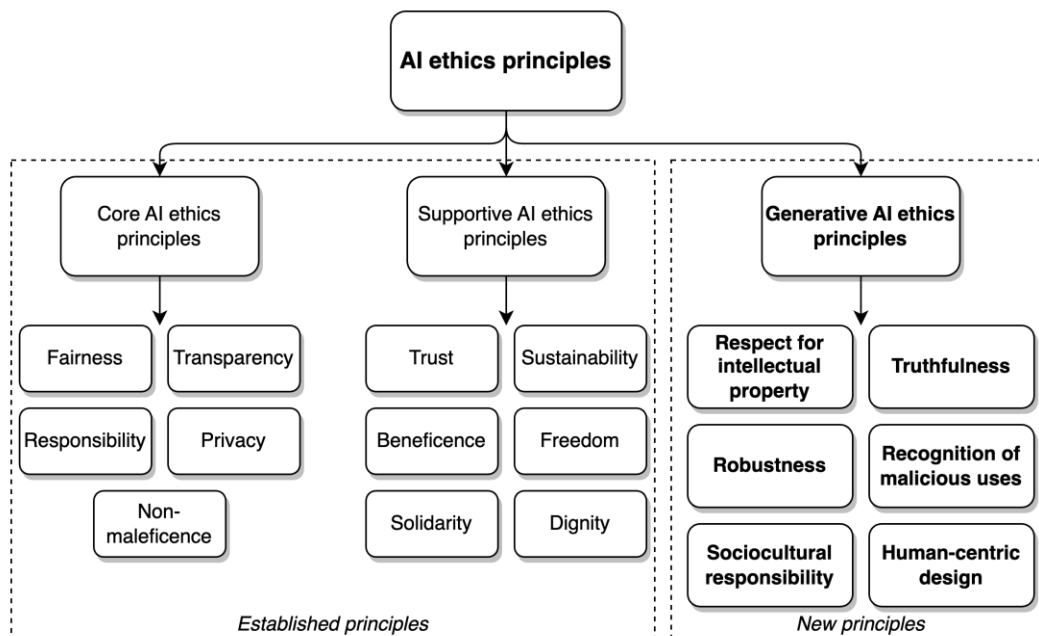 AI ethics principles
Core AI ethics
principles
Supportive AI ethics
principles
Generative AI ethics
principles
Fairness
Transparency
Responsibility
Privacy
Non-
maleficence
Trust
Sustainability
Beneficence
Freedom
Solidarity
Dignity
Respect for
intellectual
property
Truthfulness
Robustness
Recognition of
malicious uses
Sociocultural
responsibility
Human-centric
design
Established principles
New principles